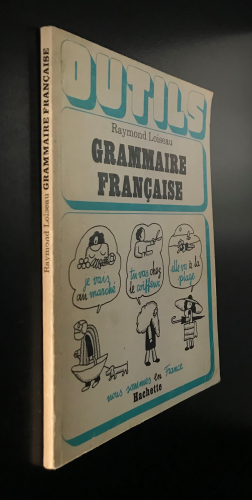 Raymond Loiseau GRAMMAIRE FRANÇAISE
OUTILS
Raymond Loiseau
GRAMMAIRE
FRANÇAISE
je vais
au marché
tu vas chez
le coiffeur
elle va à la
plage
nous sommes en France
Hachette